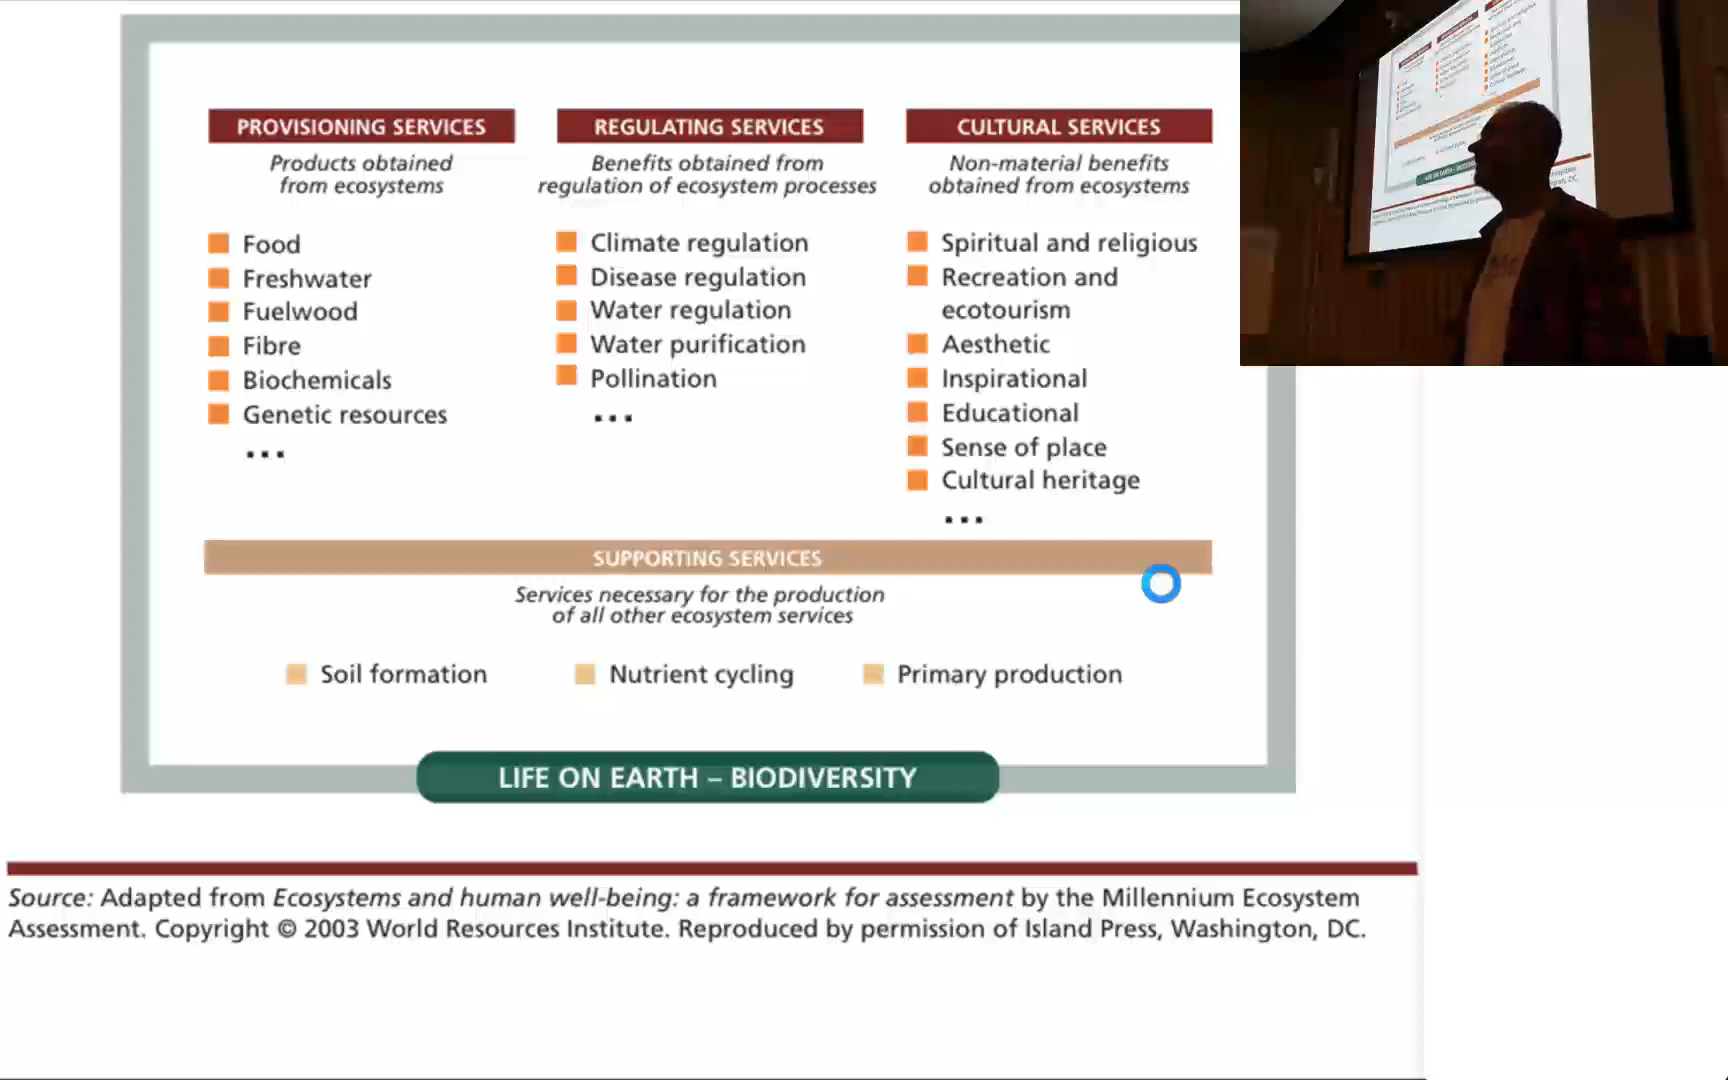 PROVISIONING SERVICES
Products obtained
from ecosystems
Food
Freshwater
Fuelwood
Fibre
Biochemicals
Genetic resources
...
REGULATING SERVICES
Benefits obtained from
regulation of ecosystem processes
Climate regulation
Disease regulation
Water regulation
Water purification
Pollination
...
CULTURAL SERVICES
Non-material benefits
obtained from ecosystems
Spiritual and religious
Recreation and
ecotourism
Aesthetic
Inspirational
Educational
Sense of place
Cultural heritage
...
SUPPORTING SERVICES
Services necessary for the production
of all other ecosystem services
Soil formation
Nutrient cycling
Primary production
LIFE ON EARTH – BIODIVERSITY
Source: Adapted from Ecosystems and human well-being: a framework for assessment by the Millennium Ecosystem
Assessment. Copyright © 2003 World Resources Institute. Reproduced by permission of Island Press, Washington, DC.